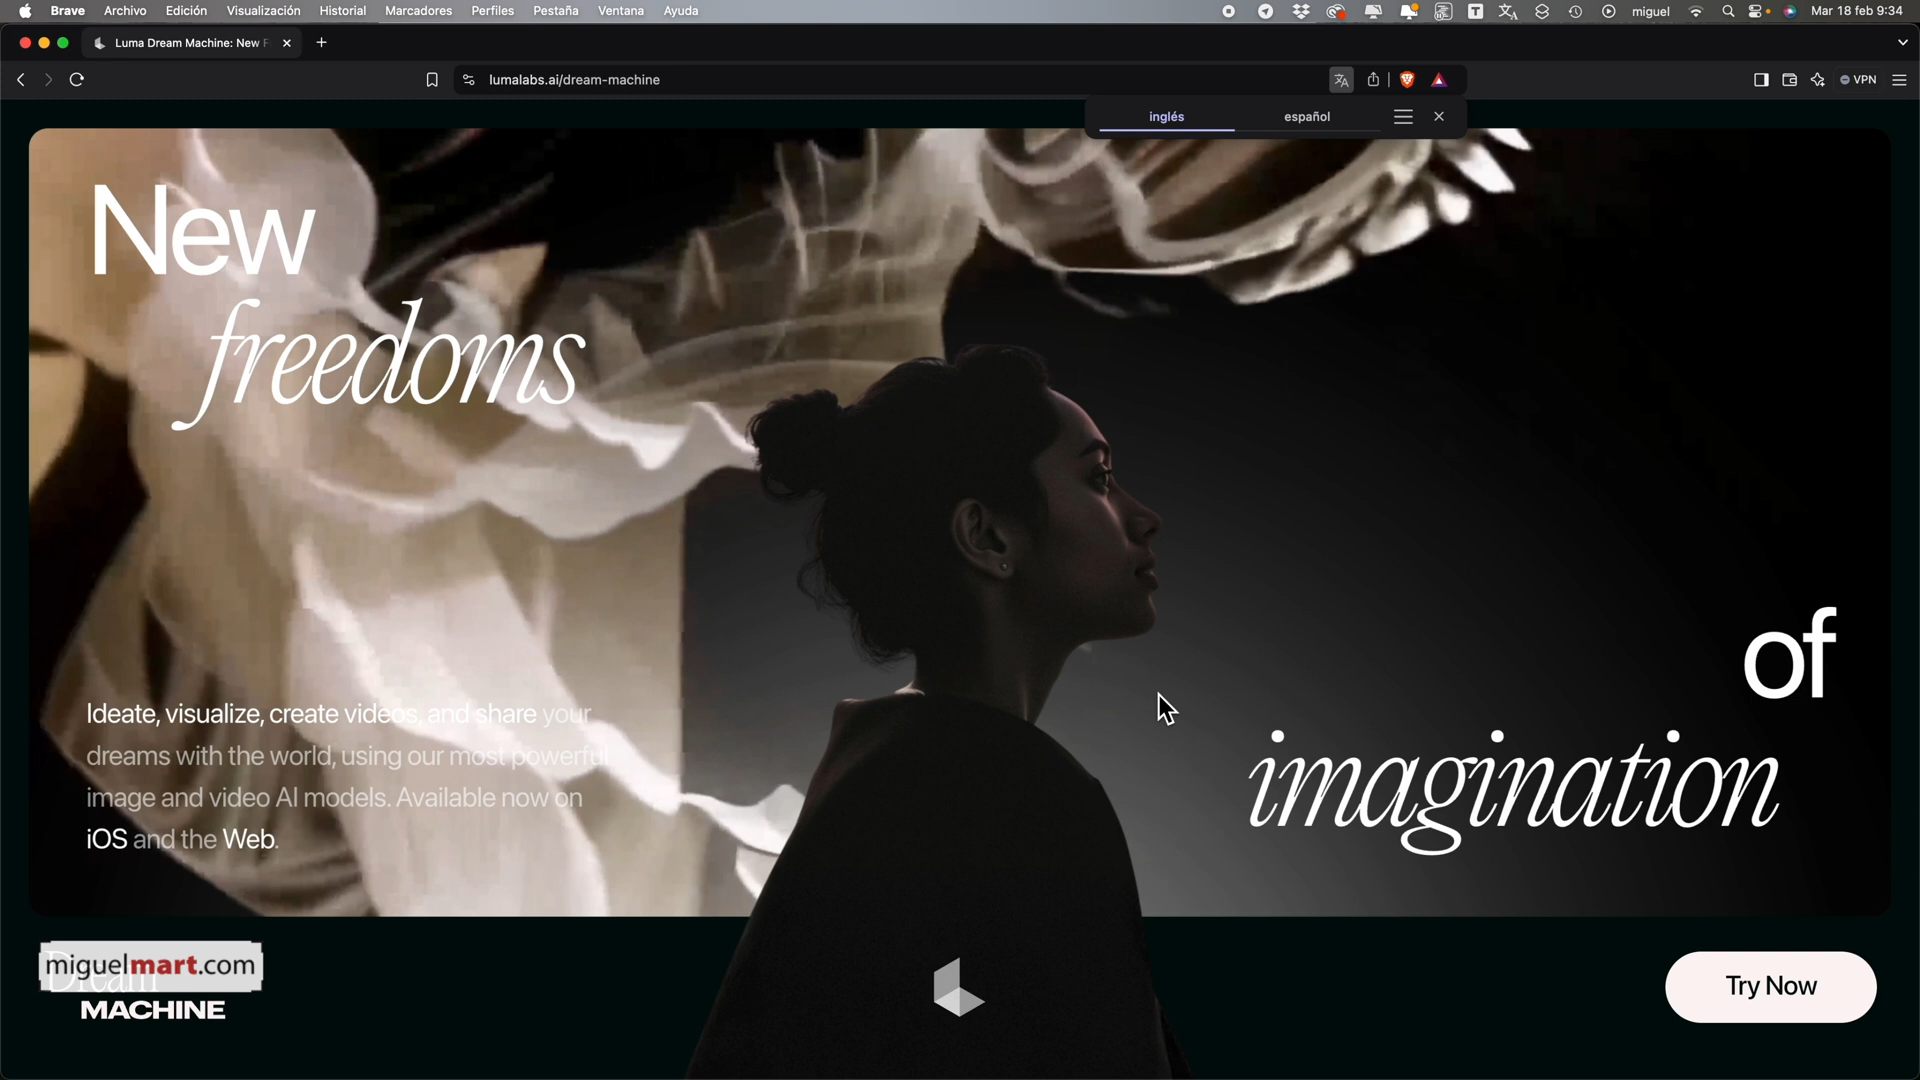 Brave Archivo Edición Visualización Historial Marcadores Perfiles Pestaña Ventana Ayuda miguel Mar 18 feb 9:34
Luma Dream Machine: New F
lumalabs.ai/dream-machine VPN
inglés español
New
freedoms
of
imagination
Ideate, visualize, create videos, and share your
dreams with the world, using our most powerful
image and video AI models. Available now on
iOS and the Web.
miguelmart.com
Dream
MACHINE
Try Now